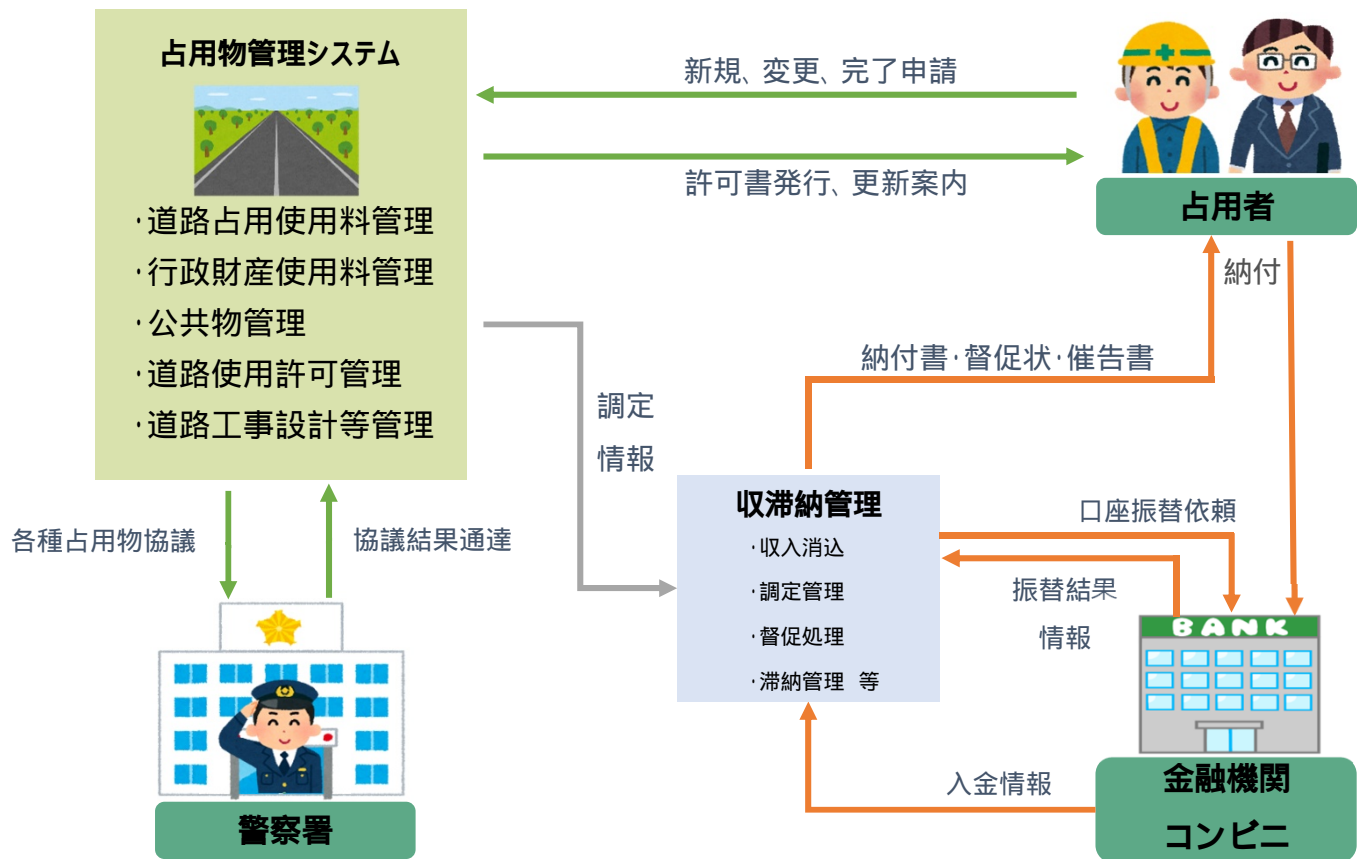 占用物管理システム
・道路占用使用料管理
・行政財産使用料管理
・公共物管理
・道路使用許可管理
・道路工事設計等管理
新規、変更、完了申請
許可書発行、更新案内
占用者
納付
納付書・督促状・催告書
調定
情報
各種占用物協議
協議結果通達
警察署
収滞納管理
・収入消込
・調定管理
・督促処理
・滞納管理 等
口座振替依頼
振替結果
情報
BANK
入金情報
金融機関
コンビニ